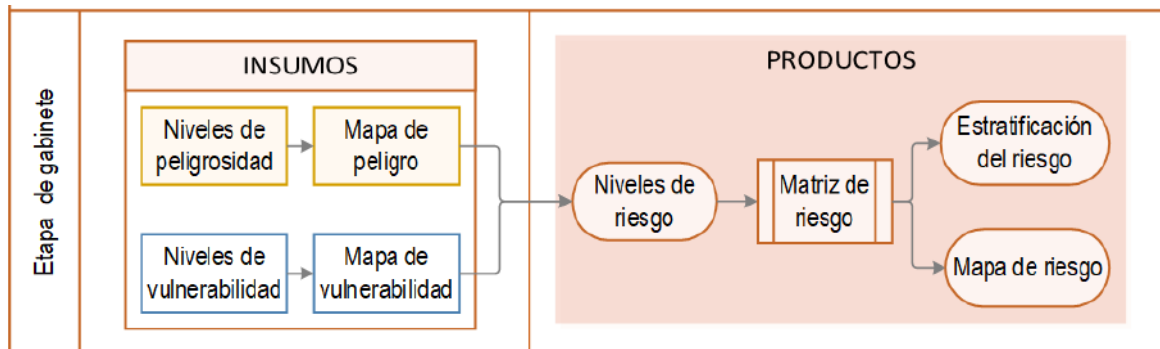 Etapa de gabinete
INSUMOS
Niveles de
peligrosidad
Mapa de
peligro
Niveles de
vulnerabilidad
Mapa de
vulnerabilidad
PRODUCTOS
Niveles de
riesgo
Matriz de
riesgo
Estratificación
del riesgo
Mapa de riesgo